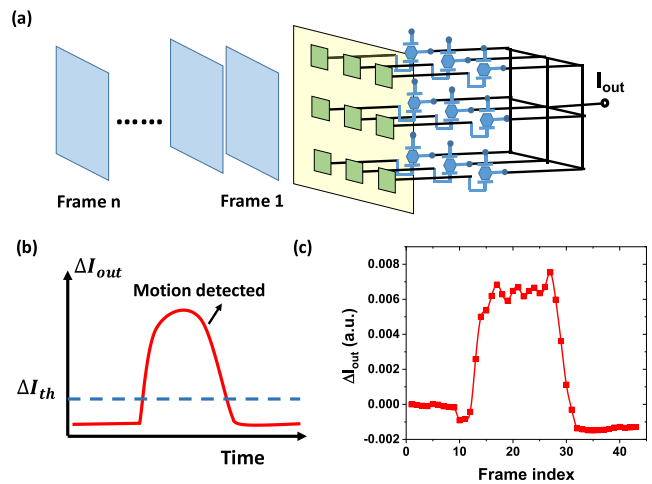 (a)
I_out
Frame n
......
Frame 1
(b)
ΔI_out
Motion detected
ΔI_th
Time
(c)
ΔI_out (a.u.)
0.008
0.006
0.004
0.002
0.000
-0.002
0 10 20 30 40
Frame index